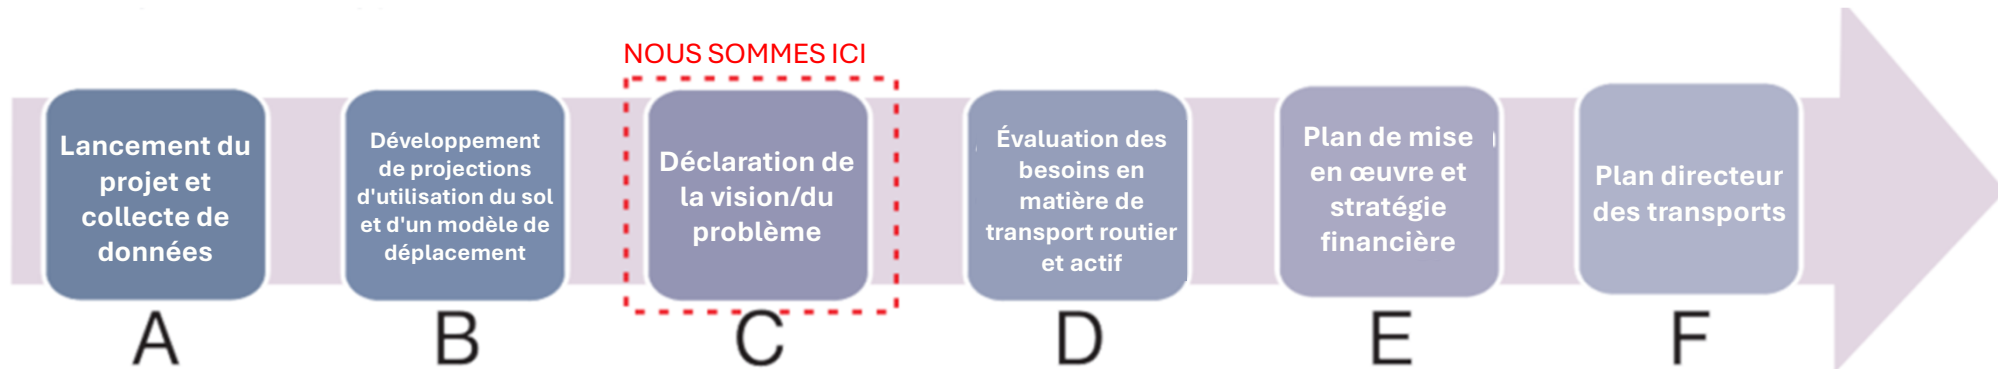 NOUS SOMMES ICI
Lancement du
projet et
collecte de
données
A
Développement
de projections
d'utilisation du sol
et d'un modèle de
déplacement
B
Déclaration de
la vision/du
problème
C
Évaluation des
besoins en
matière de
transport routier
et actif
D
Plan de mise
en œuvre et
stratégie
financière
E
Plan directeur
des transports
F